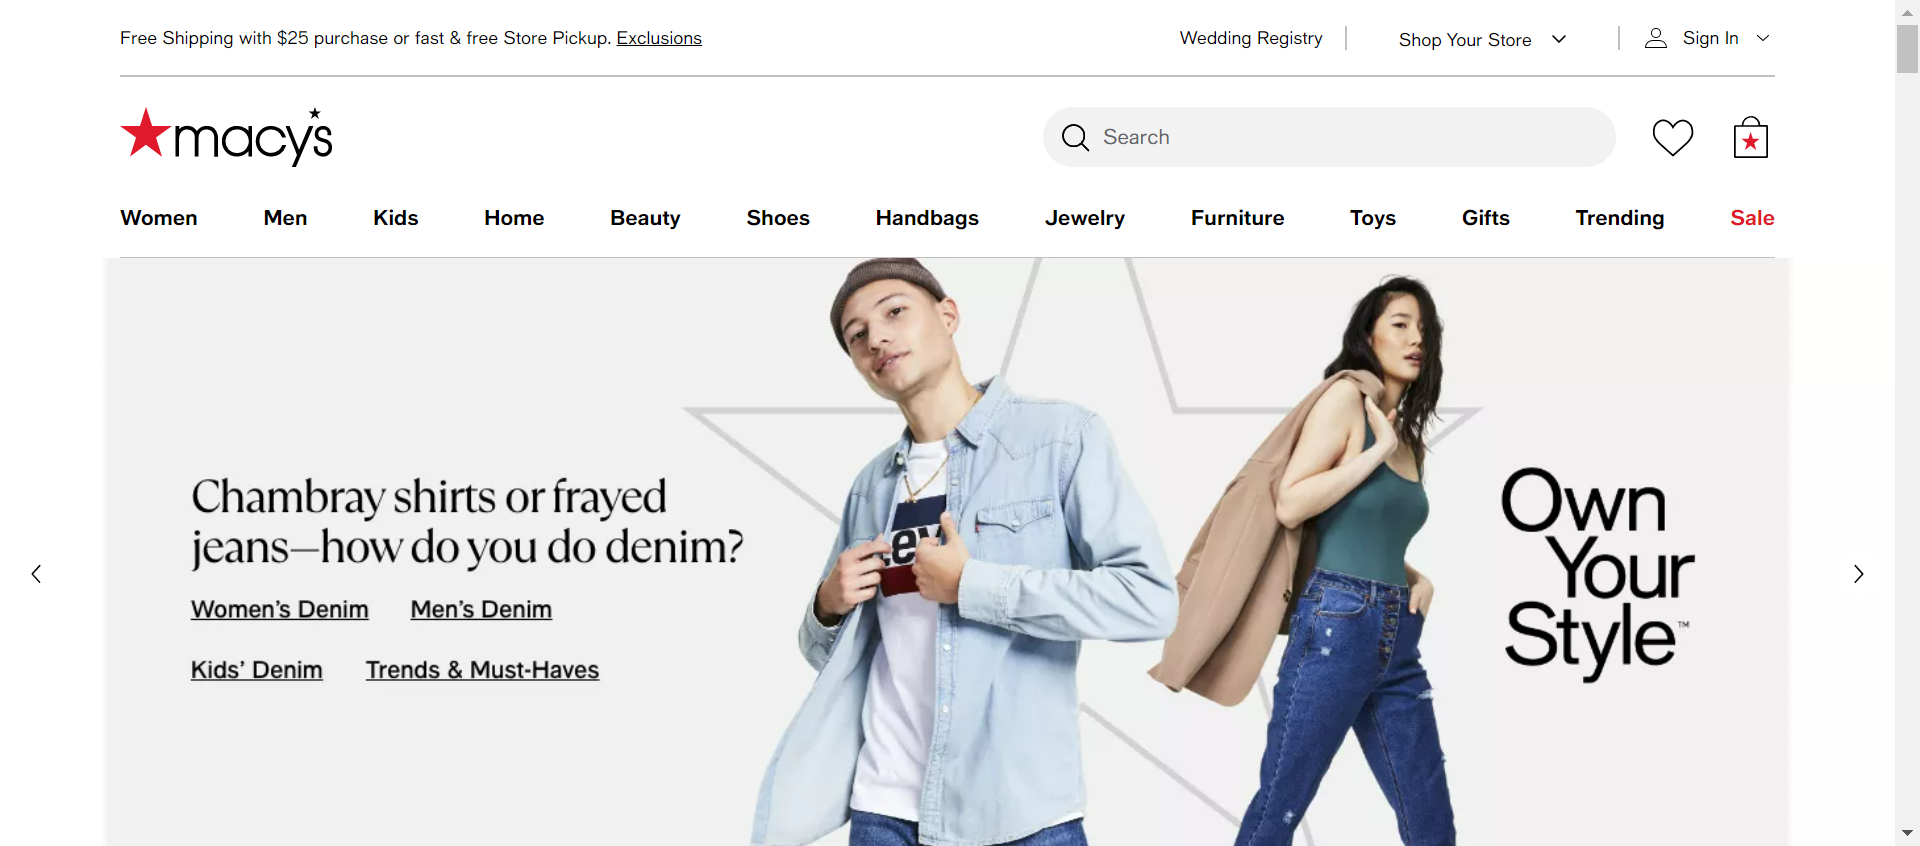 Free Shipping with $25 purchase or fast & free Store Pickup. Exclusions
Wedding Registry
Shop Your Store
Sign In
macy's
Search
Women Men Kids Home Beauty Shoes Handbags Jewelry Furniture Toys Gifts Trending Sale
Chambray shirts or frayed
jeans—how do you do denim?
Women's Denim Men's Denim
Kids' Denim Trends & Must-Haves
Own
Your
Style™